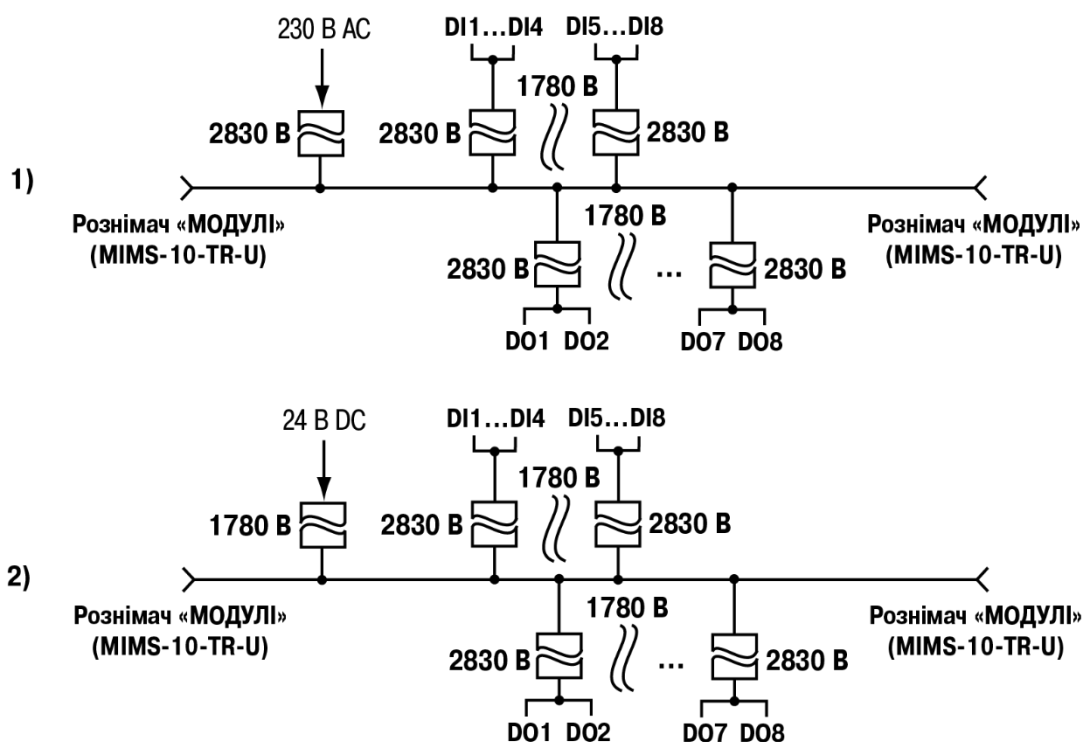 230 В AC
DI1...DI4 DI5...DI8
1780 В
2830 В 2830 В 2830 В
1)
Рознімач «МОДУЛІ»
(MIMS-10-TR-U)
1780 В
Рознімач «МОДУЛІ»
(MIMS-10-TR-U)
2830 В ... 2830 В
DO1 DO2 DO7 DO8
24 В DC
DI1...DI4 DI5...DI8
1780 В
1780 В 2830 В 2830 В
2)
Рознімач «МОДУЛІ»
(MIMS-10-TR-U)
1780 В
Рознімач «МОДУЛІ»
(MIMS-10-TR-U)
2830 В ... 2830 В
DO1 DO2 DO7 DO8